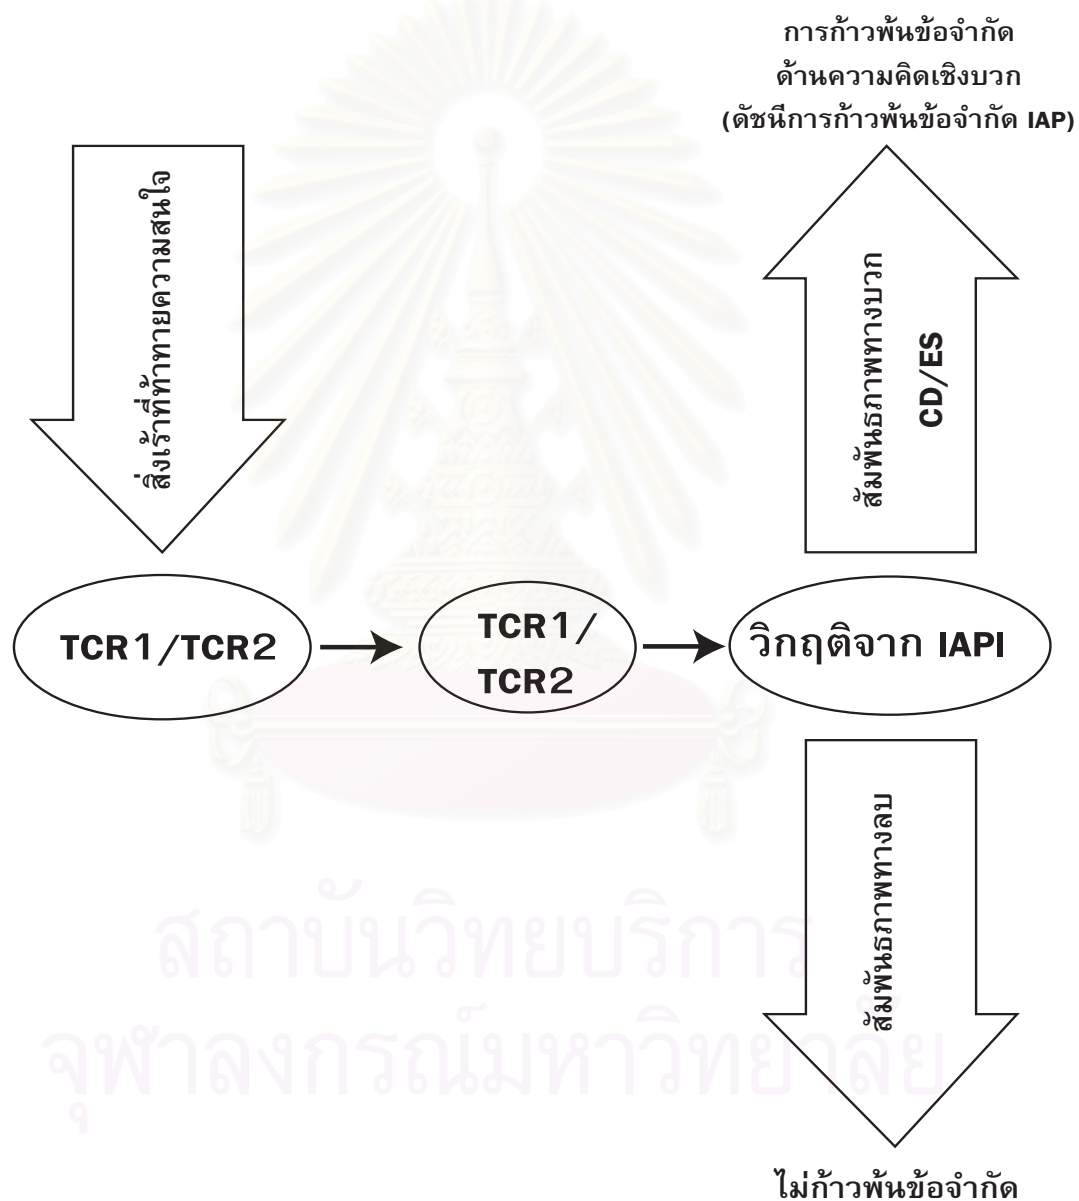 การก้าวพ้นข้อจำกัด
ด้านความคิดเชิงบวก
(ดัชนีการก้าวพ้นข้อจำกัด IAP)
สิ่งเร้าที่ท้าทายความสนใจ
สัมพันธภาพทางบวก
CD/ES
TCR1/TCR2
TCR1/
TCR2
วิกฤติจาก IAPI
สัมพันธภาพทางลบ
สถาบันวิทยบริการ
จุฬาลงกรณ์มหาวิทยาลัย
ไม่ก้าวพ้นข้อจำกัด